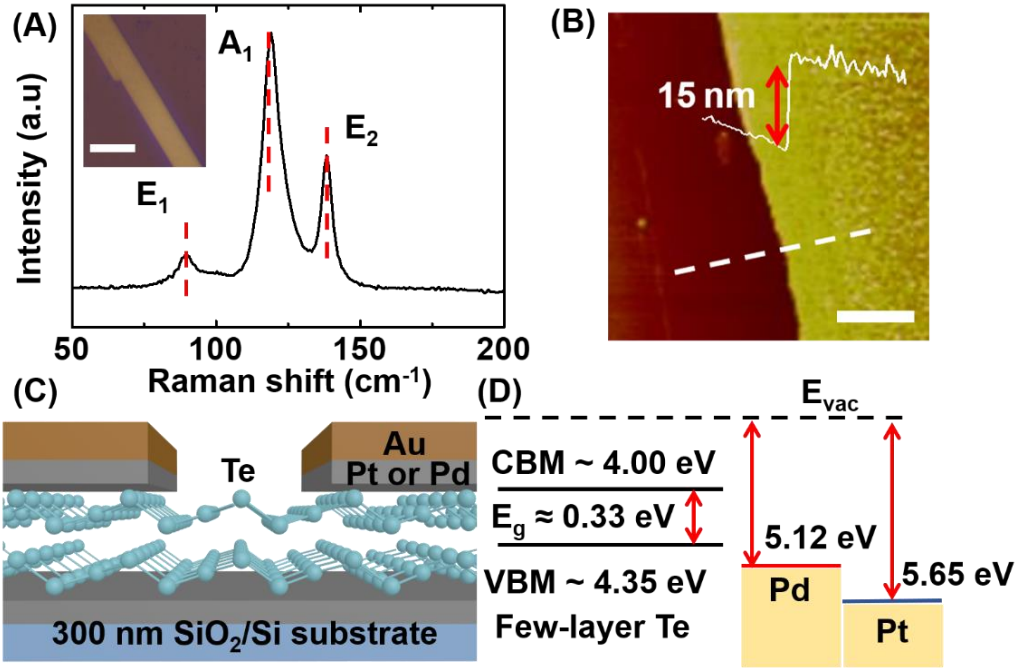 (A)
A₁
E₂
E₁
Intensity (a.u)
50 100 150 200
Raman shift (cm⁻¹)
(B)
15 nm
(C)
Au
Te
Pt or Pd
300 nm SiO₂/Si substrate
(D)
Eᵥₐc
CBM ~ 4.00 eV
E_g ≈ 0.33 eV
5.12 eV
VBM ~ 4.35 eV
5.65 eV
Pd
Few-layer Te
Pt